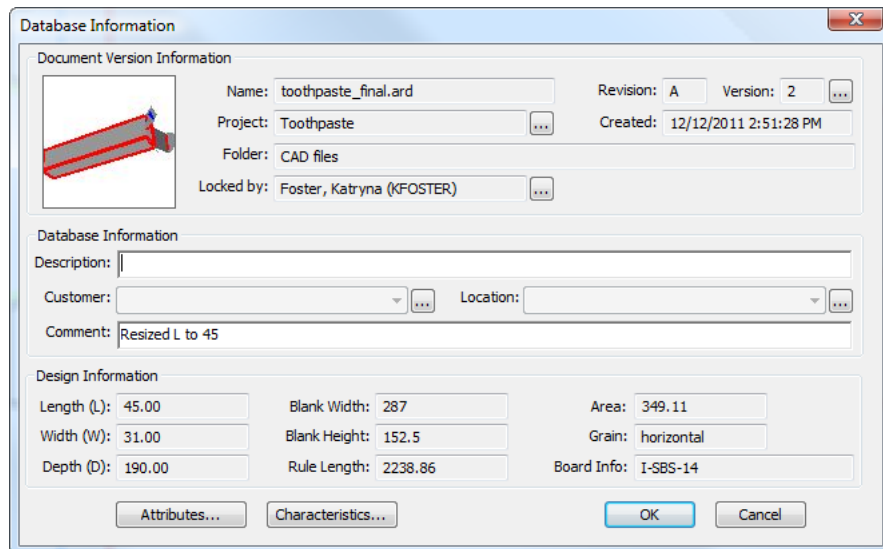 Database Information
Document Version Information
Name: toothpaste_final.ard Revision: A Version: 2 ...
Project: Toothpaste ... Created: 12/12/2011 2:51:28 PM
Folder: CAD files
Locked by: Foster, Katryna (KFOSTER) ...
Database Information
Description:
Customer: ... Location: ...
Comment: Resized L to 45
Design Information
Length (L): 45.00 Blank Width: 287 Area: 349.11
Width (W): 31.00 Blank Height: 152.5 Grain: horizontal
Depth (D): 190.00 Rule Length: 2238.86 Board Info: I-SBS-14
Attributes... Characteristics... OK Cancel